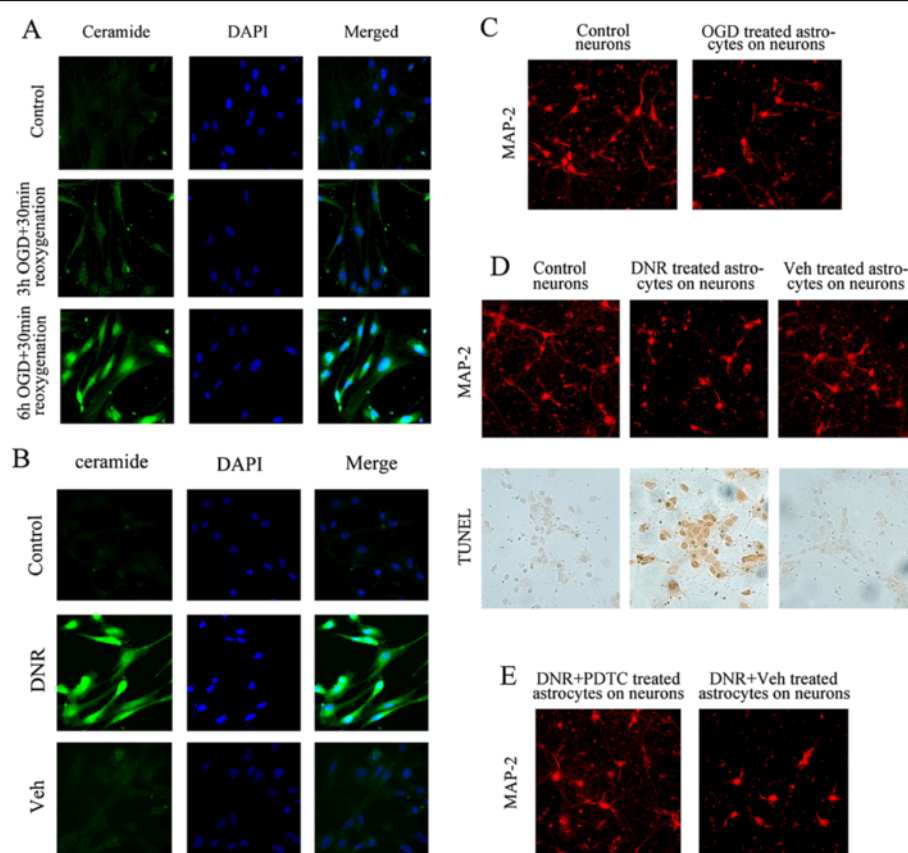 A
Ceramide DAPI Merged
Control
3h OGD+30min
reoxygenation
6h OGD+30min
reoxygenation
B
ceramide DAPI Merge
Control
DNR
Veh
C
Control
neurons
OGD treated astro-
cytes on neurons
MAP-2
D
Control
neurons
DNR treated astro-
cytes on neurons
Veh treated astro-
cytes on neurons
MAP-2
TUNEL
E
DNR+PDTC treated
astrocytes on neurons
DNR+Veh treated
astrocytes on neurons
MAP-2